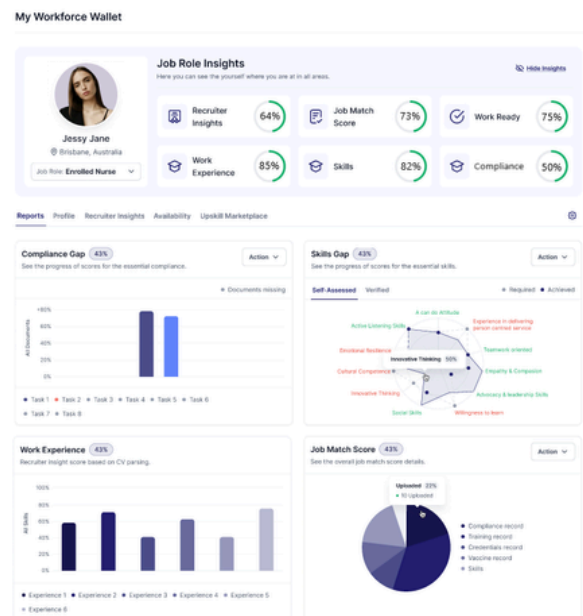 My Workforce Wallet
Job Role Insights
Here you can see the yourself where you are at in all areas.
Hide Insights
Jessy Jane
Brisbane, Australia
Job Role: Enrolled Nurse
Recruiter Insights
64%
Job Match Score
73%
Work Ready
75%
Work Experience
85%
Skills
82%
Compliance
50%
Reports Profile Recruiter Insights Availability Upskill Marketplace
Compliance Gap 43%
See the progress of scores for the essential compliance.
Action
Documents missing
All Documents
80%
60%
40%
20%
0%
Task 1 Task 2 Task 3 Task 4 Task 5 Task 6
Task 7 Task 8
Skills Gap 43%
See the progress of scores for the essential skills.
Action
Self-Assessed Verified
Required Achieved
A can do Attitude
Active Listening Skills
Experience in delivering
person centred service
Emotional Resilience
Teamwork oriented
Innovative Thinking 50%
Cultural Competence
Empathy & Compassion
Innovative Thinking
Advocacy & leadership Skills
Social Skills
Willingness to learn
Work Experience 43%
Recruiter insight score based on CV parsing.
All Skills
100%
80%
60%
40%
20%
0%
Experience 1 Experience 2 Experience 3 Experience 4 Experience 5
Experience 6
Job Match Score 43%
See the overall job match score details.
Action
Uploaded 22%
10 Uploaded
Compliance record
Training record
Credentials record
Vaccine record
Skills